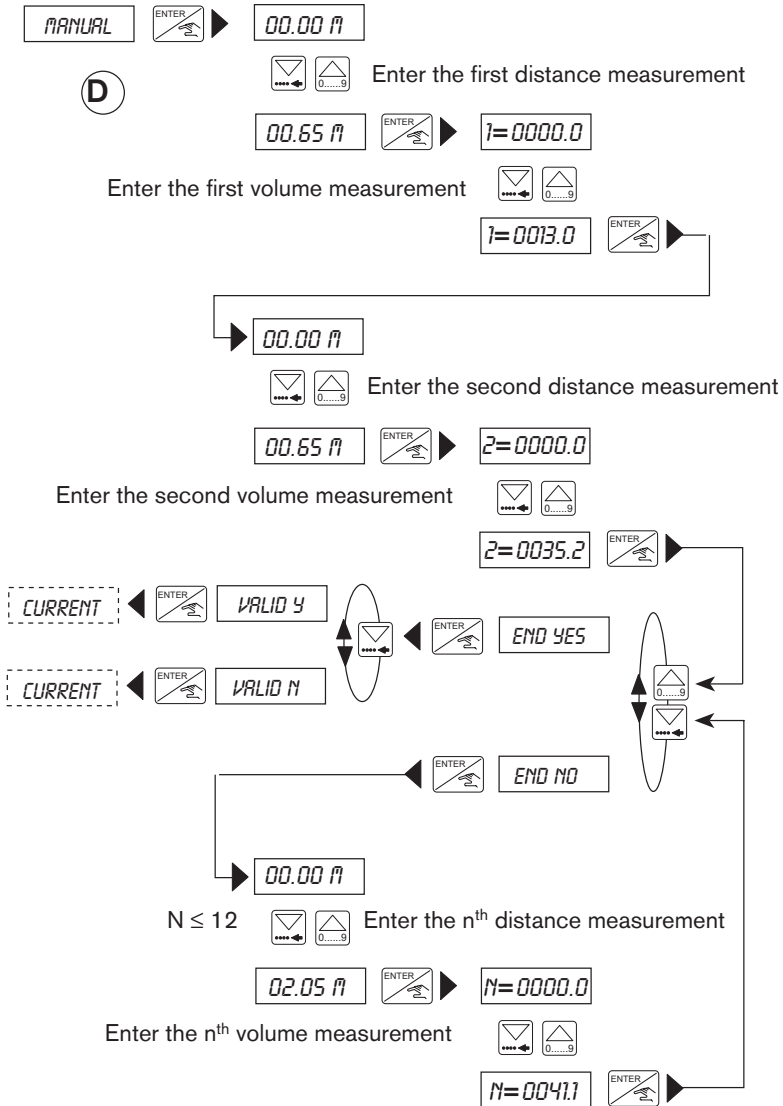 MANUAL ENTER 00.00 M
D
0......9 Enter the first distance measurement
00.65 M ENTER 1=0000.0
Enter the first volume measurement 0......9
1=0013.0 ENTER
00.00 M
0......9 Enter the second distance measurement
00.65 M ENTER 2=0000.0
Enter the second volume measurement 0......9
2=0035.2 ENTER
CURRENT ENTER VALID Y
ENTER END YES
0......9
CURRENT ENTER VALID N
ENTER END NO
00.00 M
N ≤ 12 0......9 Enter the nth distance measurement
02.05 M ENTER N=0000.0
Enter the nth volume measurement 0......9
N=0041.1 ENTER